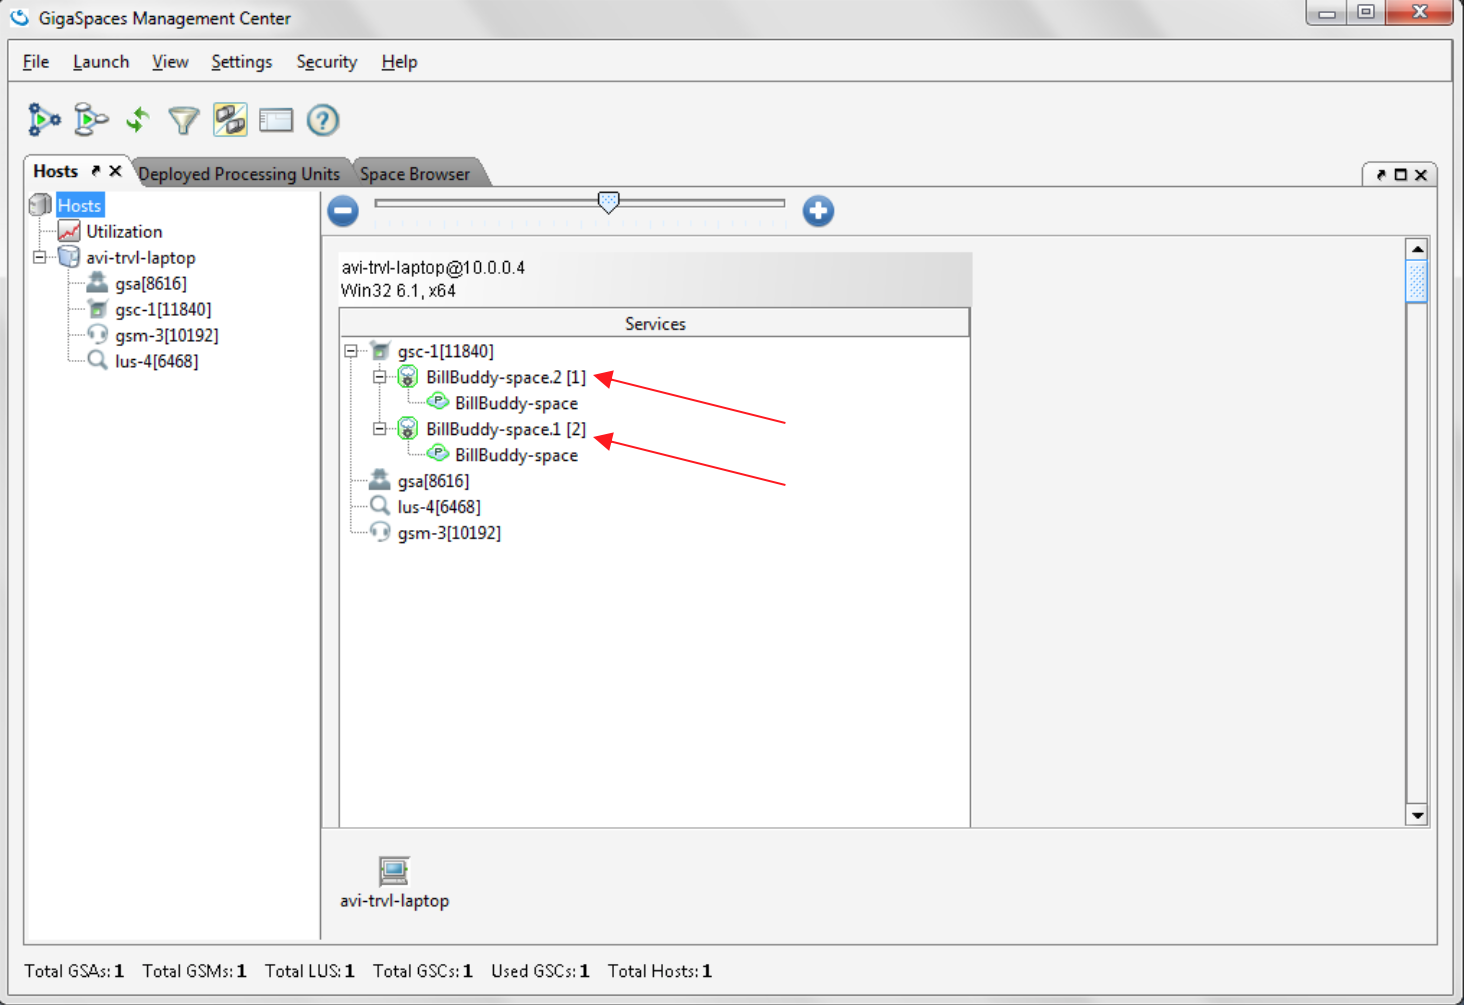 GigaSpaces Management Center
File Launch View Settings Security Help
Hosts Deployed Processing Units Space Browser
Hosts
Utilization
avi-trvl-laptop
gsa[8616]
gsc-1[11840]
gsm-3[10192]
lus-4[6468]
avi-trvl-laptop@10.0.0.4
Win32 6.1, x64
Services
gsc-1[11840]
BillBuddy-space.2 [1]
P BillBuddy-space
BillBuddy-space.1 [2]
P BillBuddy-space
gsa[8616]
lus-4[6468]
gsm-3[10192]
avi-trvl-laptop
Total GSAs: 1 Total GSMs: 1 Total LUS: 1 Total GSCs: 1 Used GSCs: 1 Total Hosts: 1